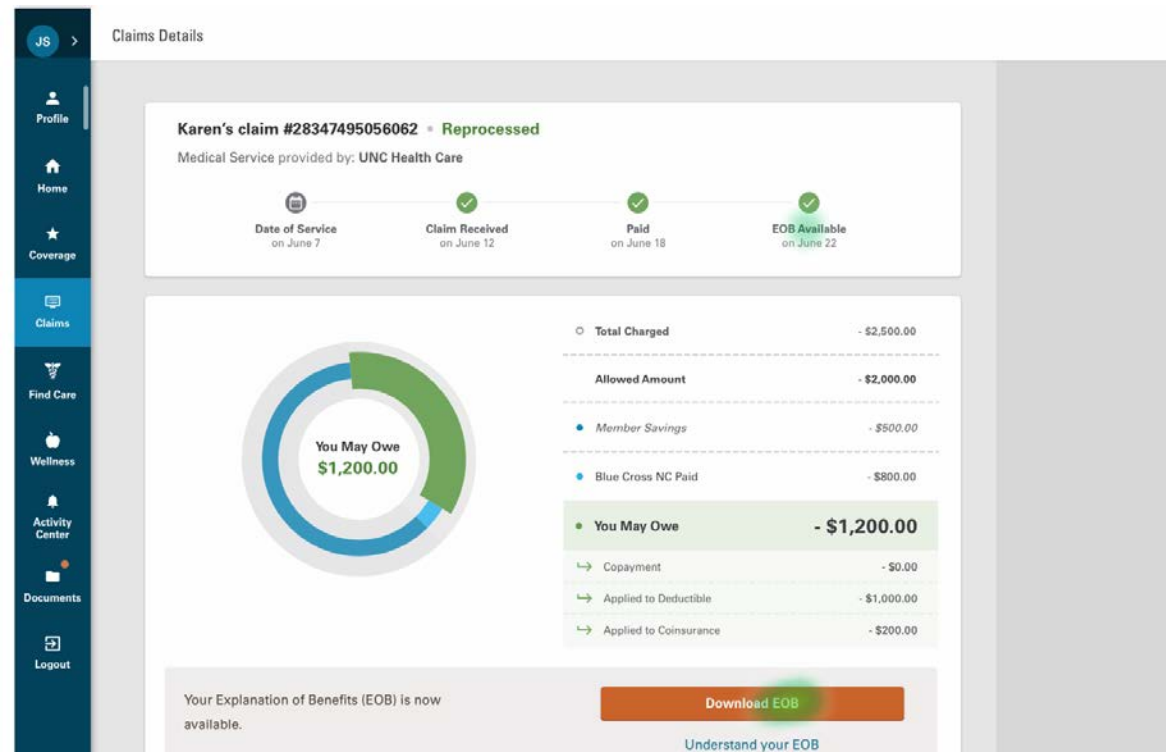 JS >
Claims Details
Profile
Home
Coverage
Claims
Find Care
Wellness
Activity
Center
Documents
Logout
Karen's claim #28347495056062 ▪ Reprocessed
Medical Service provided by: UNC Health Care
Date of Service
on June 7
Claim Received
on June 12
Paid
on June 18
EOB Available
on June 22
You May Owe
$1,200.00
Total Charged - $2,500.00
Allowed Amount - $2,000.00
Member Savings - $500.00
Blue Cross NC Paid - $800.00
You May Owe - $1,200.00
Copayment - $0.00
Applied to Deductible - $1,000.00
Applied to Coinsurance - $200.00
Your Explanation of Benefits (EOB) is now
available.
Download EOB
Understand your EOB